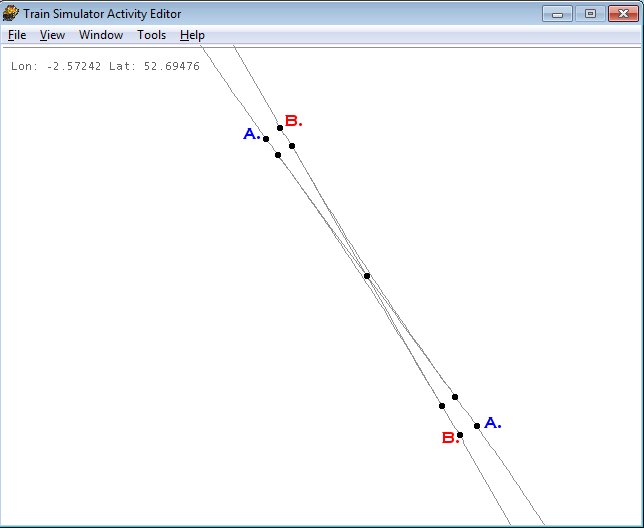 Train Simulator Activity Editor
File View Window Tools Help
Lon: -2.57242 Lat: 52.69476
B.
A.
A.
B.